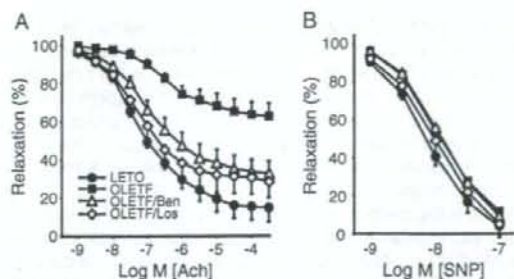 A
B
Relaxation (%)
100
80
60
40
20
0
LETO
OLETF
OLETF/Ben
OLETF/Los
-9
-8
-7
-6
-5
-4
Log M [Ach]
Relaxation (%)
100
80
60
40
20
0
-9
-8
-7
Log M [SNP]